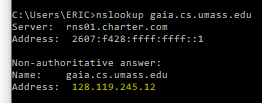 C:\Users\ERIC>nslookup gaia.cs.umass.edu
Server:  rns01.charter.com
Address:  2607:f428:ffff:ffff::1
Non-authoritative answer:
Name:    gaia.cs.umass.edu
Address:  128.119.245.12